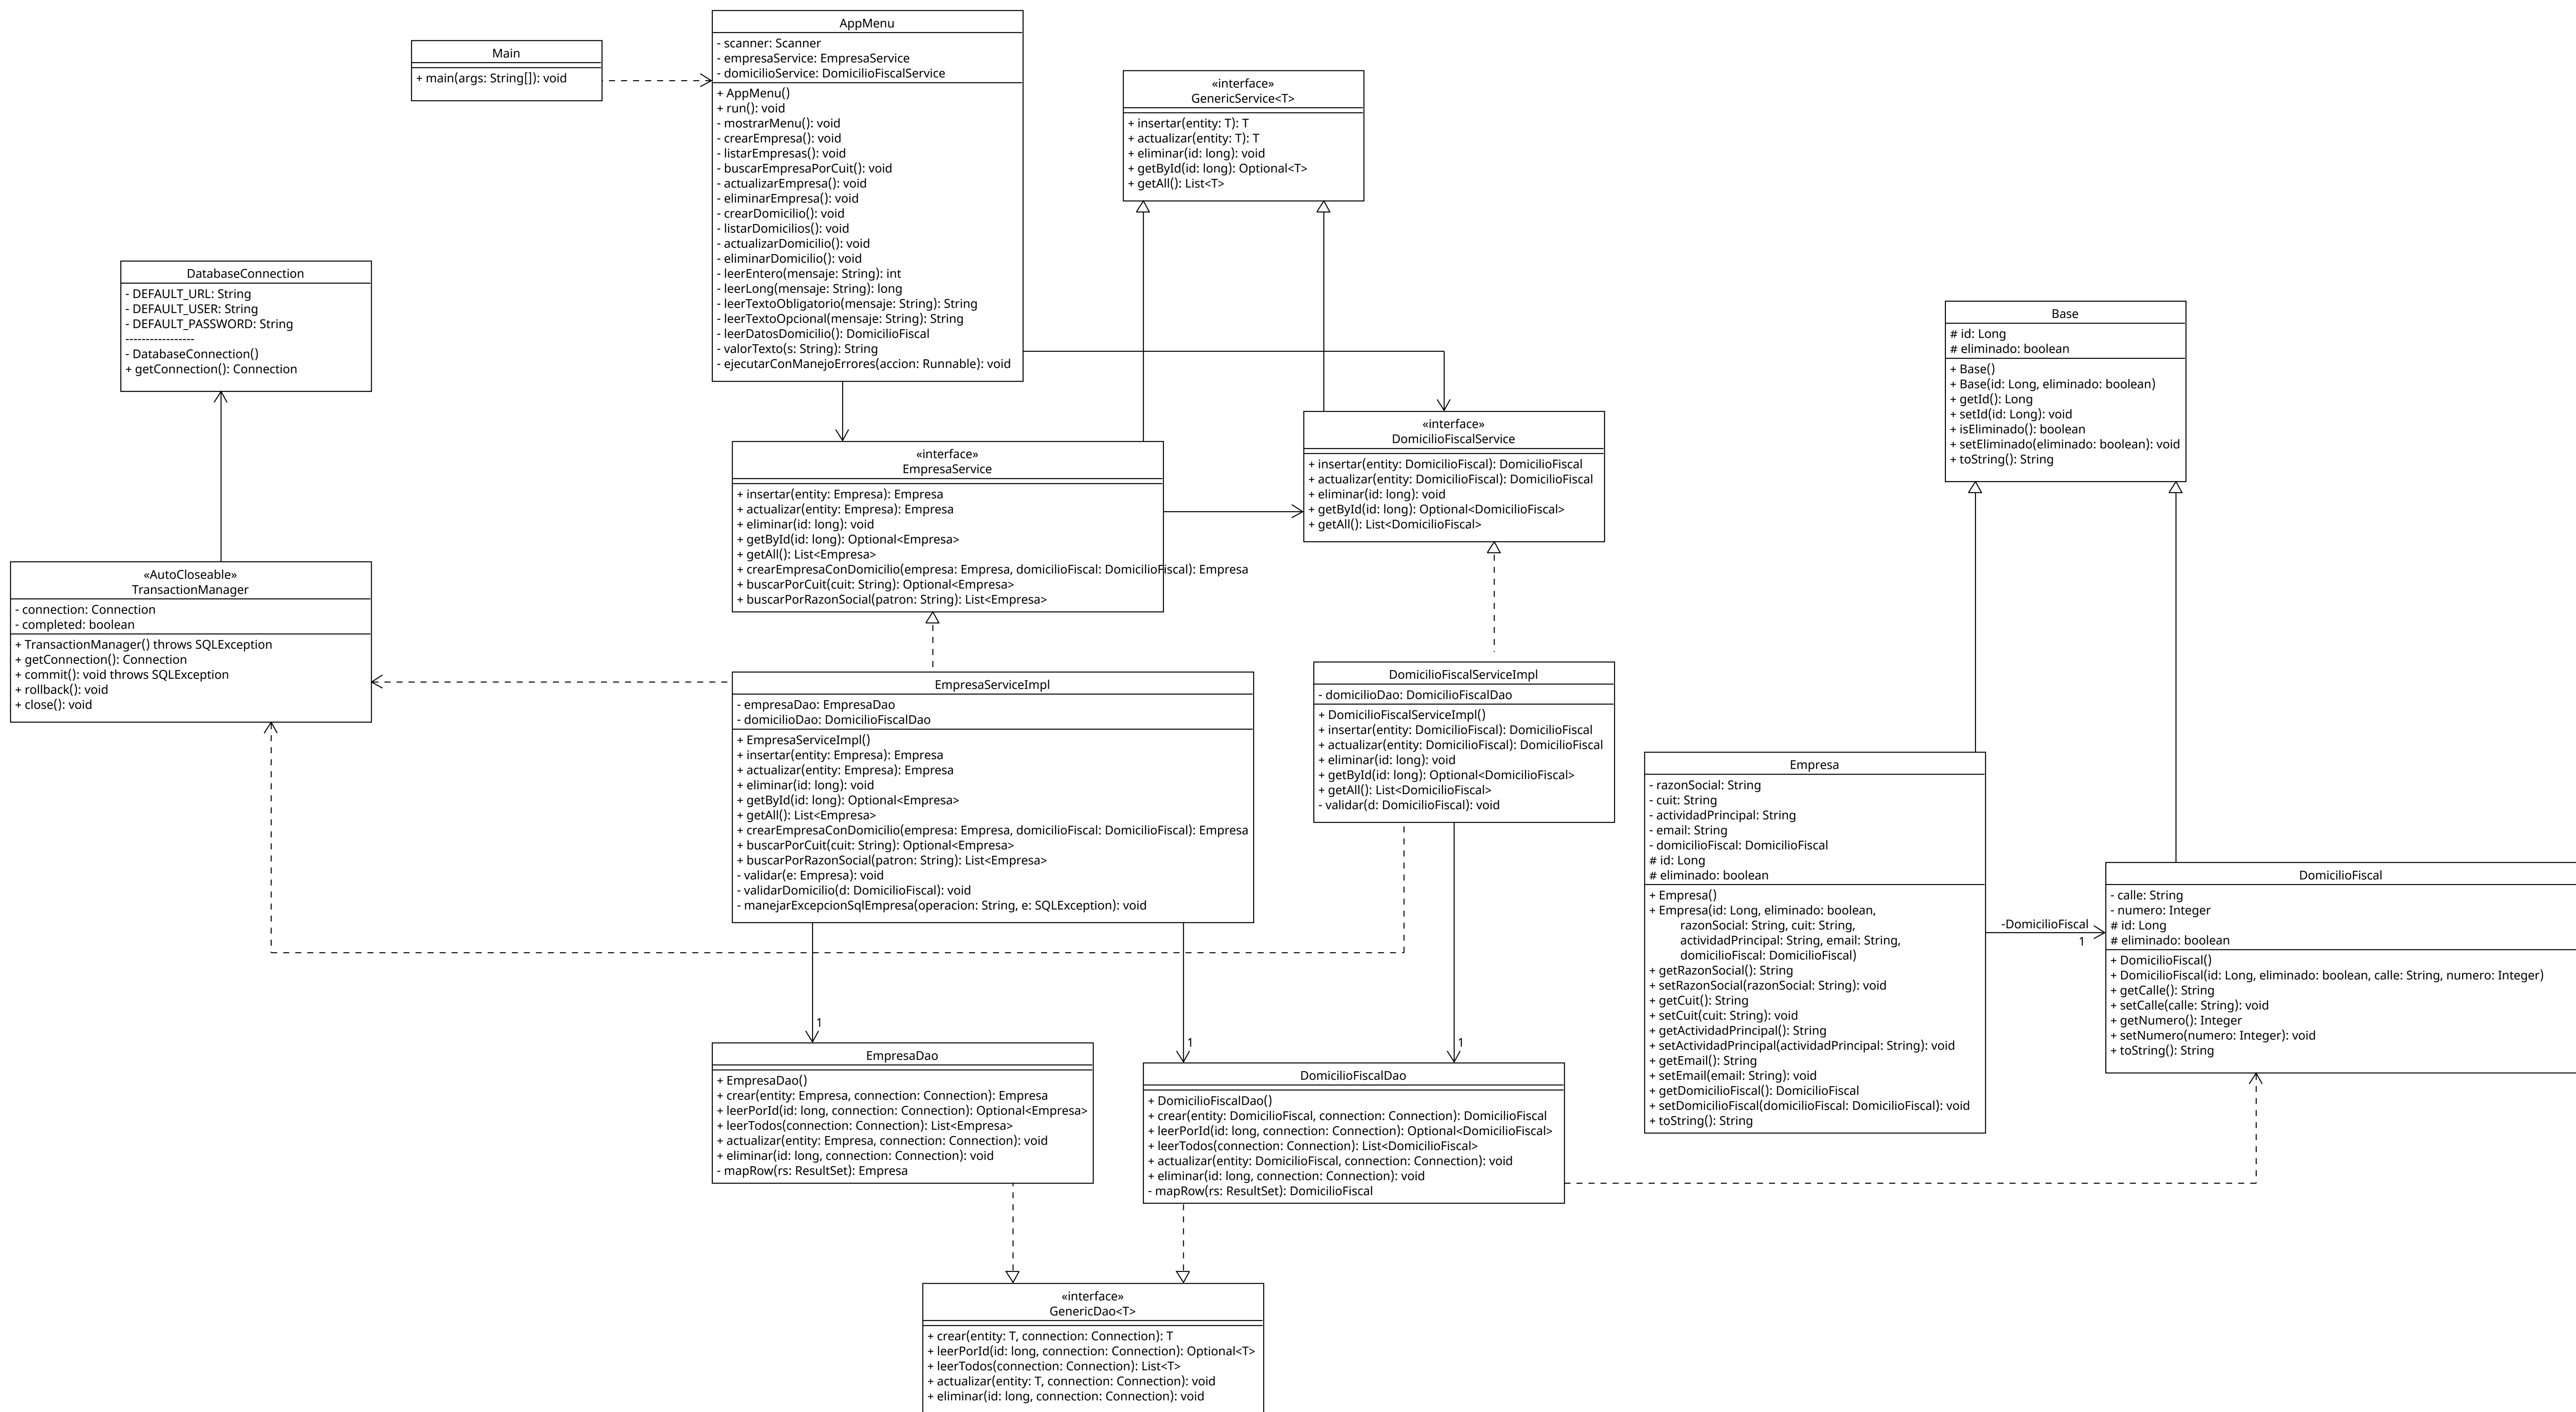 Main
+ main(args: String[]): void
AppMenu
- scanner: Scanner
- empresaService: EmpresaService
- domicilioService: DomicilioFiscalService
+ AppMenu()
+ run(): void
- mostrarMenu(): void
- crearEmpresa(): void
- listarEmpresas(): void
- buscarEmpresaPorCuit(): void
- actualizarEmpresa(): void
- eliminarEmpresa(): void
- crearDomicilio(): void
- listarDomicilios(): void
- actualizarDomicilio(): void
- eliminarDomicilio(): void
- leerEntero(mensaje: String): int
- leerLong(mensaje: String): long
- leerTextoObligatorio(mensaje: String): String
- leerTextoOpcional(mensaje: String): String
- leerDatosDomicilio(): DomicilioFiscal
- valorTexto(s: String): String
- ejecutarConManejoErrores(accion: Runnable): void
«interface»
GenericService<T>
+ insertar(entity: T): T
+ actualizar(entity: T): T
+ eliminar(id: long): void
+ getById(id: long): Optional<T>
+ getAll(): List<T>
DatabaseConnection
- DEFAULT_URL: String
- DEFAULT_USER: String
- DEFAULT_PASSWORD: String
-----------------
- DatabaseConnection()
+ getConnection(): Connection
Base
# id: Long
# eliminado: boolean
+ Base()
+ Base(id: Long, eliminado: boolean)
+ getId(): Long
+ setId(id: Long): void
+ isEliminado(): boolean
+ setEliminado(eliminado: boolean): void
+ toString(): String
«interface»
EmpresaService
+ insertar(entity: Empresa): Empresa
+ actualizar(entity: Empresa): Empresa
+ eliminar(id: long): void
+ getById(id: long): Optional<Empresa>
+ getAll(): List<Empresa>
+ crearEmpresaConDomicilio(empresa: Empresa, domicilioFiscal: DomicilioFiscal): Empresa
+ buscarPorCuit(cuit: String): Optional<Empresa>
+ buscarPorRazonSocial(patron: String): List<Empresa>
«interface»
DomicilioFiscalService
+ insertar(entity: DomicilioFiscal): DomicilioFiscal
+ actualizar(entity: DomicilioFiscal): DomicilioFiscal
+ eliminar(id: long): void
+ getById(id: long): Optional<DomicilioFiscal>
+ getAll(): List<DomicilioFiscal>
«AutoCloseable»
TransactionManager
- connection: Connection
- completed: boolean
+ TransactionManager() throws SQLException
+ getConnection(): Connection
+ commit(): void throws SQLException
+ rollback(): void
+ close(): void
EmpresaServiceImpl
- empresaDao: EmpresaDao
- domicilioDao: DomicilioFiscalDao
+ EmpresaServiceImpl()
+ insertar(entity: Empresa): Empresa
+ actualizar(entity: Empresa): Empresa
+ eliminar(id: long): void
+ getById(id: long): Optional<Empresa>
+ getAll(): List<Empresa>
+ crearEmpresaConDomicilio(empresa: Empresa, domicilioFiscal: DomicilioFiscal): Empresa
+ buscarPorCuit(cuit: String): Optional<Empresa>
+ buscarPorRazonSocial(patron: String): List<Empresa>
- validar(e: Empresa): void
- validarDomicilio(d: DomicilioFiscal): void
- manejarExcepcionSqlEmpresa(operacion: String, e: SQLException): void
DomicilioFiscalServiceImpl
- domicilioDao: DomicilioFiscalDao
+ DomicilioFiscalServiceImpl()
+ insertar(entity: DomicilioFiscal): DomicilioFiscal
+ actualizar(entity: DomicilioFiscal): DomicilioFiscal
+ eliminar(id: long): void
+ getById(id: long): Optional<DomicilioFiscal>
+ getAll(): List<DomicilioFiscal>
- validar(d: DomicilioFiscal): void
Empresa
- razonSocial: String
- cuit: String
- actividadPrincipal: String
- email: String
- domicilioFiscal: DomicilioFiscal
# id: Long
# eliminado: boolean
+ Empresa()
+ Empresa(id: Long, eliminado: boolean,
razonSocial: String, cuit: String,
actividadPrincipal: String, email: String,
domicilioFiscal: DomicilioFiscal)
+ getRazonSocial(): String
+ setRazonSocial(razonSocial: String): void
+ getCuit(): String
+ setCuit(cuit: String): void
+ getActividadPrincipal(): String
+ setActividadPrincipal(actividadPrincipal: String): void
+ getEmail(): String
+ setEmail(email: String): void
+ getDomicilioFiscal(): DomicilioFiscal
+ setDomicilioFiscal(domicilioFiscal: DomicilioFiscal): void
+ toString(): String
-DomicilioFiscal
1
DomicilioFiscal
- calle: String
- numero: Integer
# id: Long
# eliminado: boolean
+ DomicilioFiscal()
+ DomicilioFiscal(id: Long, eliminado: boolean, calle: String, numero: Integer)
+ getCalle(): String
+ setCalle(calle: String): void
+ getNumero(): Integer
+ setNumero(numero: Integer): void
+ toString(): String
1
1
1
EmpresaDao
+ EmpresaDao()
+ crear(entity: Empresa, connection: Connection): Empresa
+ leerPorId(id: long, connection: Connection): Optional<Empresa>
+ leerTodos(connection: Connection): List<Empresa>
+ actualizar(entity: Empresa, connection: Connection): void
+ eliminar(id: long, connection: Connection): void
- mapRow(rs: ResultSet): Empresa
DomicilioFiscalDao
+ DomicilioFiscalDao()
+ crear(entity: DomicilioFiscal, connection: Connection): DomicilioFiscal
+ leerPorId(id: long, connection: Connection): Optional<DomicilioFiscal>
+ leerTodos(connection: Connection): List<DomicilioFiscal>
+ actualizar(entity: DomicilioFiscal, connection: Connection): void
+ eliminar(id: long, connection: Connection): void
- mapRow(rs: ResultSet): DomicilioFiscal
«interface»
GenericDao<T>
+ crear(entity: T, connection: Connection): T
+ leerPorId(id: long, connection: Connection): Optional<T>
+ leerTodos(connection: Connection): List<T>
+ actualizar(entity: T, connection: Connection): void
+ eliminar(id: long, connection: Connection): void